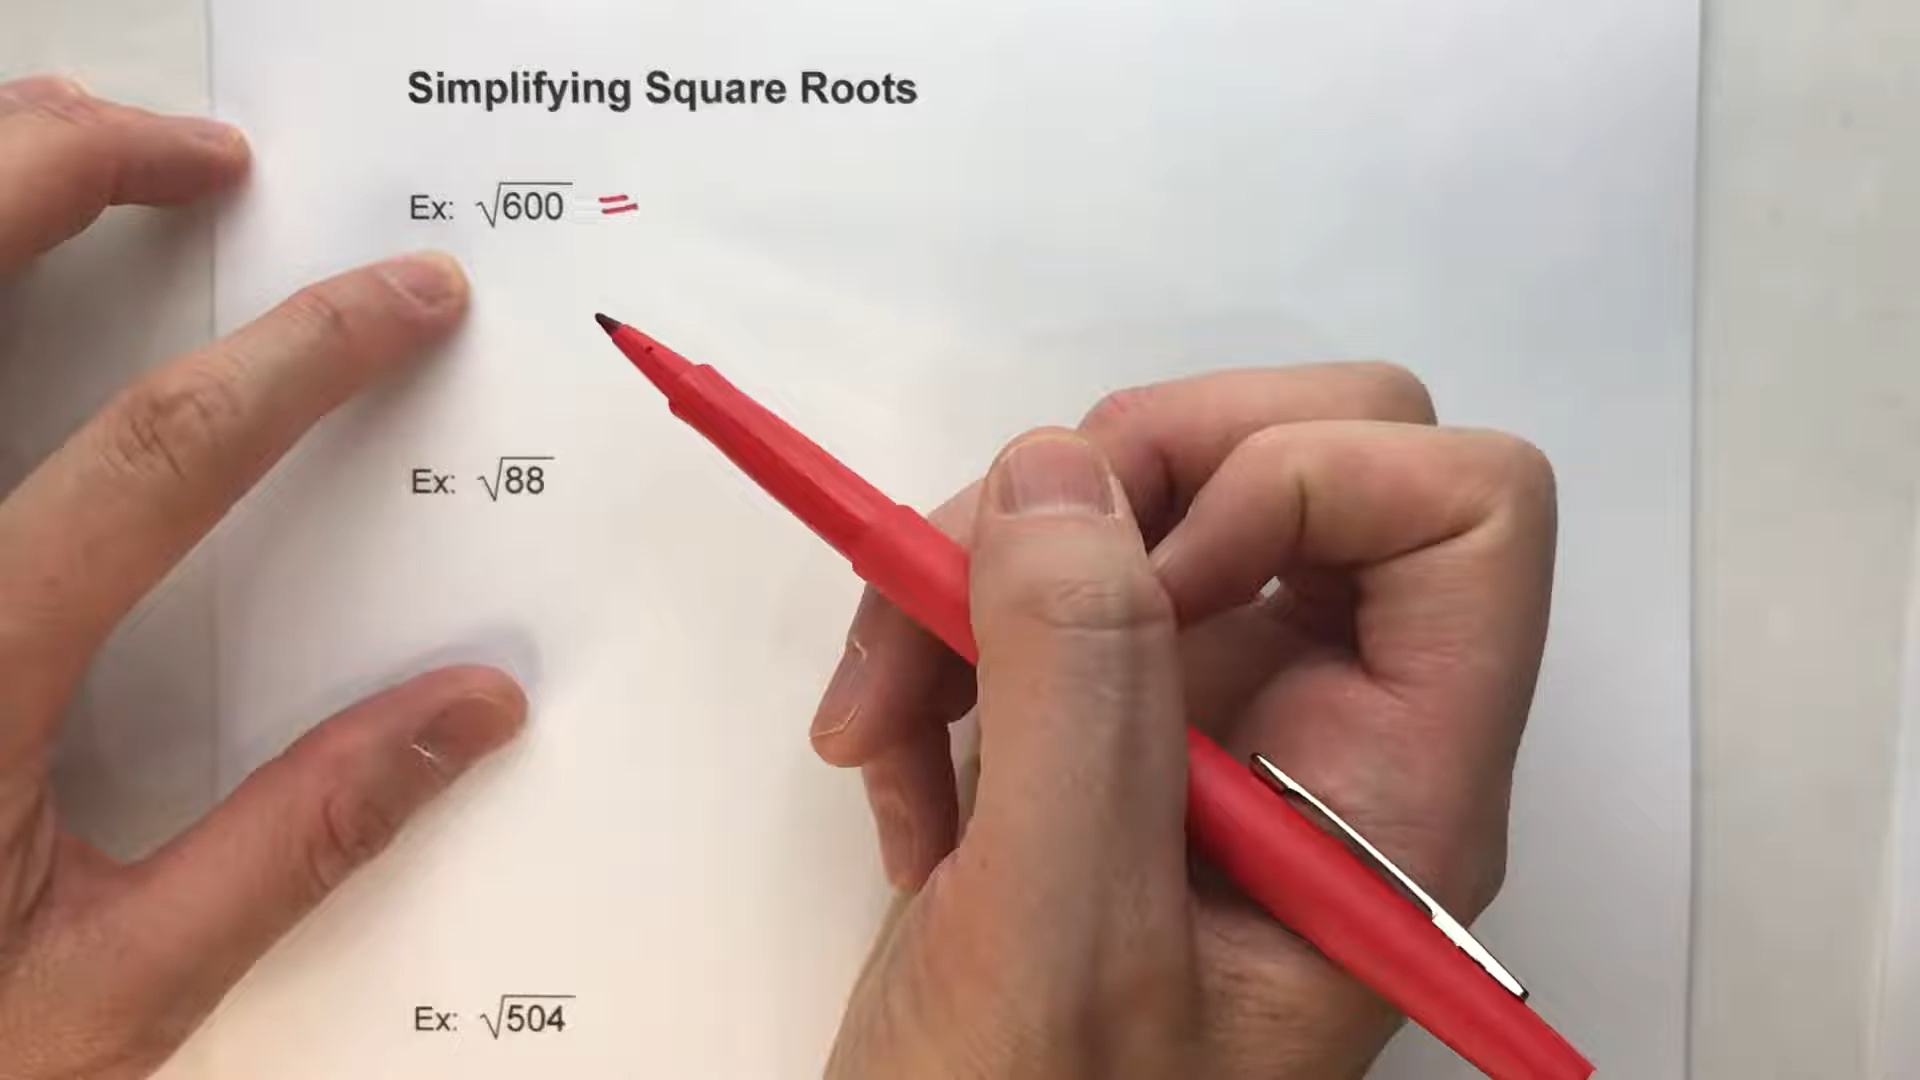 Simplifying Square Roots
Ex: √600 =
Ex: √88
Ex: √504